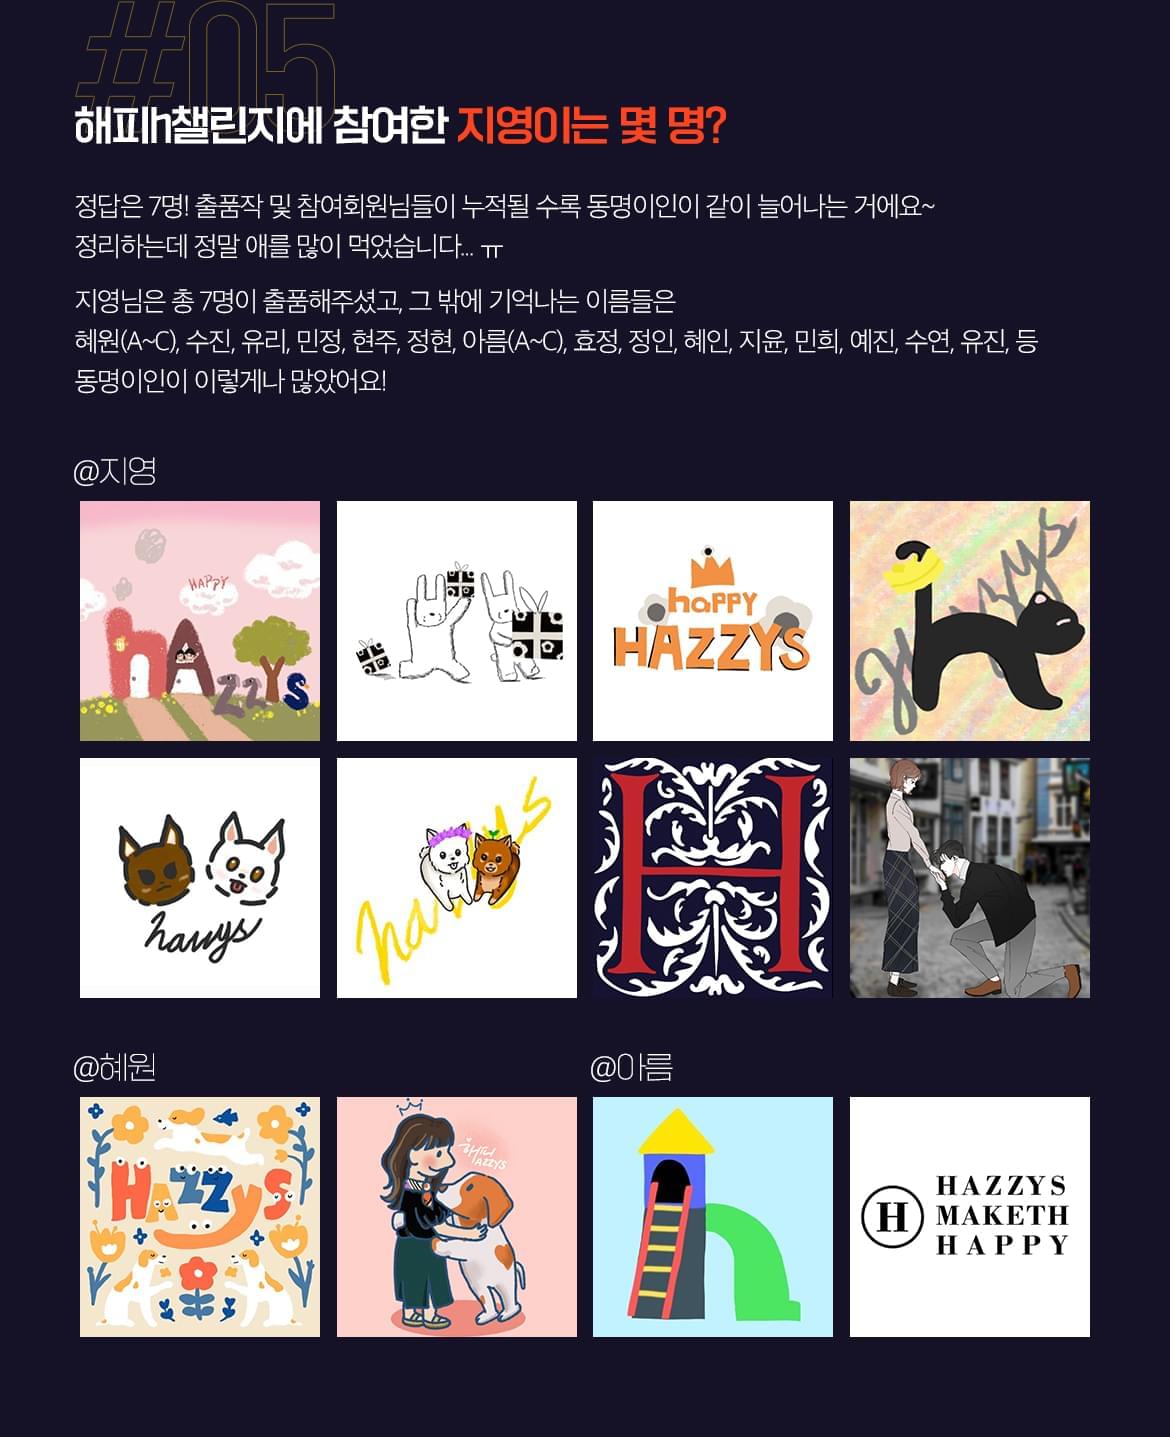 #05
해피h챌린지에 참여한 지영이는 몇 명?
정답은 7명! 출품작 및 참여회원님들이 누적될 수록 동명이인이 같이 늘어나는 거에요~
정리하는데 정말 애를 많이 먹었습니다... ㅠ
지영님은 총 7명이 출품해주셨고, 그 밖에 기억나는 이름들은
혜원(A~C), 수진, 유리, 민정, 현주, 정현, 아름(A~C), 효정, 정인, 혜인, 지윤, 민희, 예진, 수연, 유진, 등
동명이인이 이렇게나 많았어요!
@지영
HAPPY
hAZZYS
haPPY
HAZZYS
hazzys
hazzys
H
@혜원
@아름
HAZZYS
해피
HAZZYS
H
HAZZYS
MAKETH
HAPPY